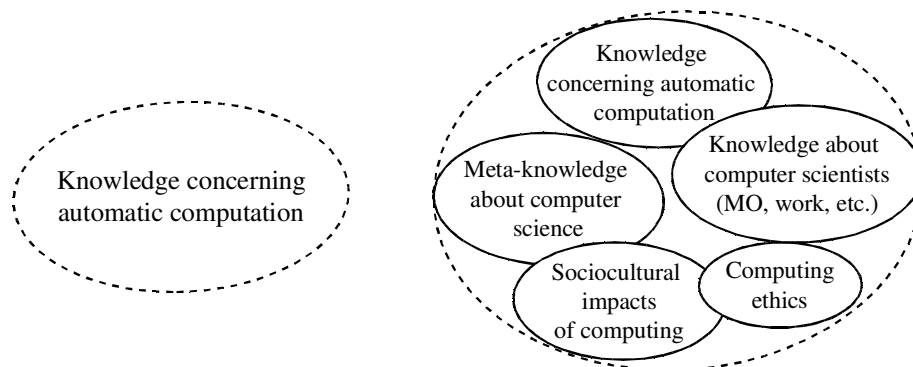 Knowledge concerning
automatic computation
Knowledge
concerning automatic
computation
Knowledge about
computer scientists
(MO, work, etc.)
Meta-knowledge
about computer
science
Sociocultural
impacts
of computing
Computing
ethics